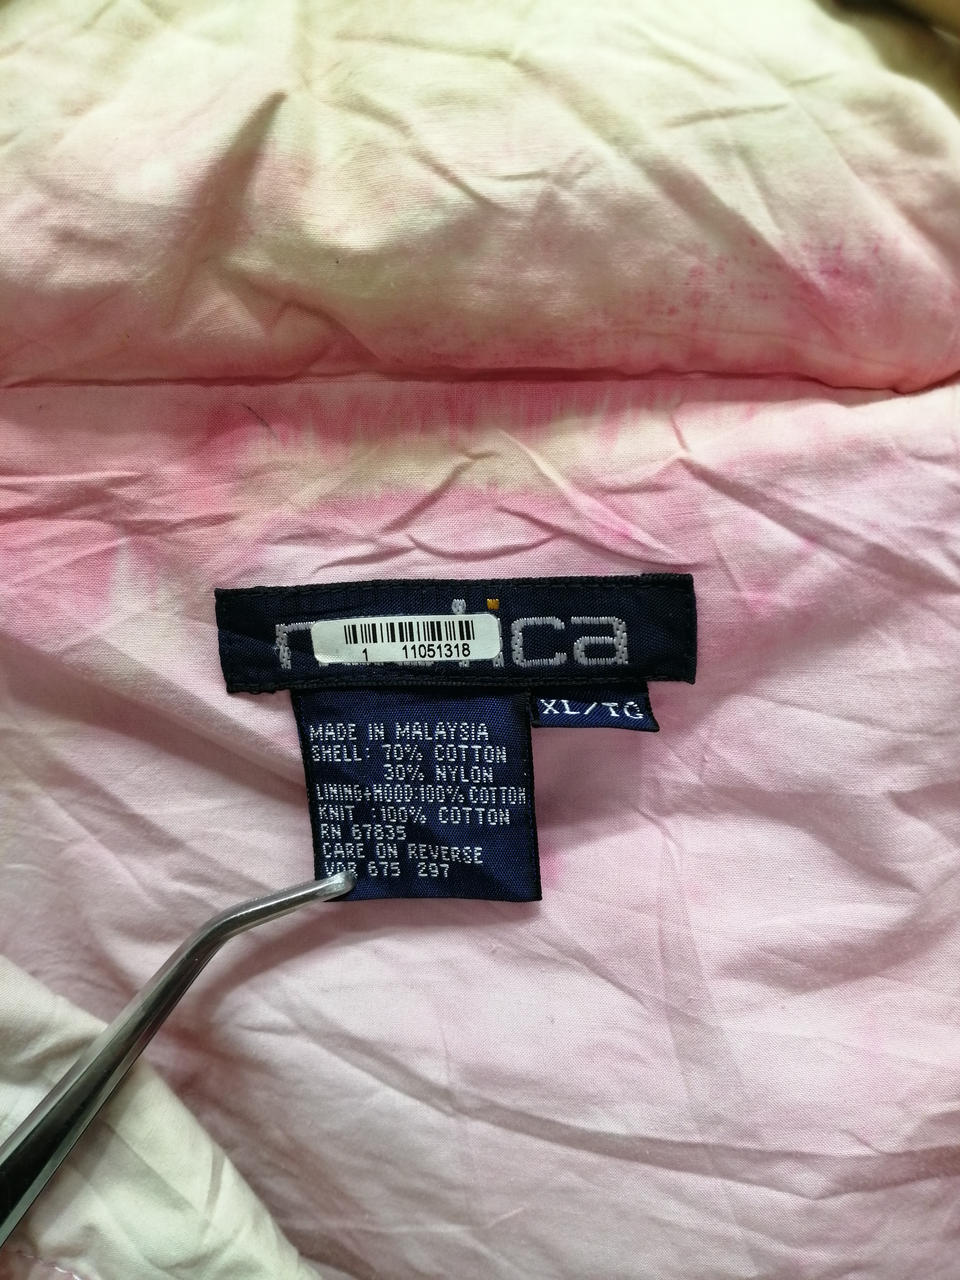 ica
1 11051318
XL/TG
MADE IN MALAYSIA
SHELL: 70% COTTON
30% NYLON
LINING+HOOD:100% COTTON
KNIT :100% COTTON
RN 67835
CARE ON REVERSE
VDR 675 297